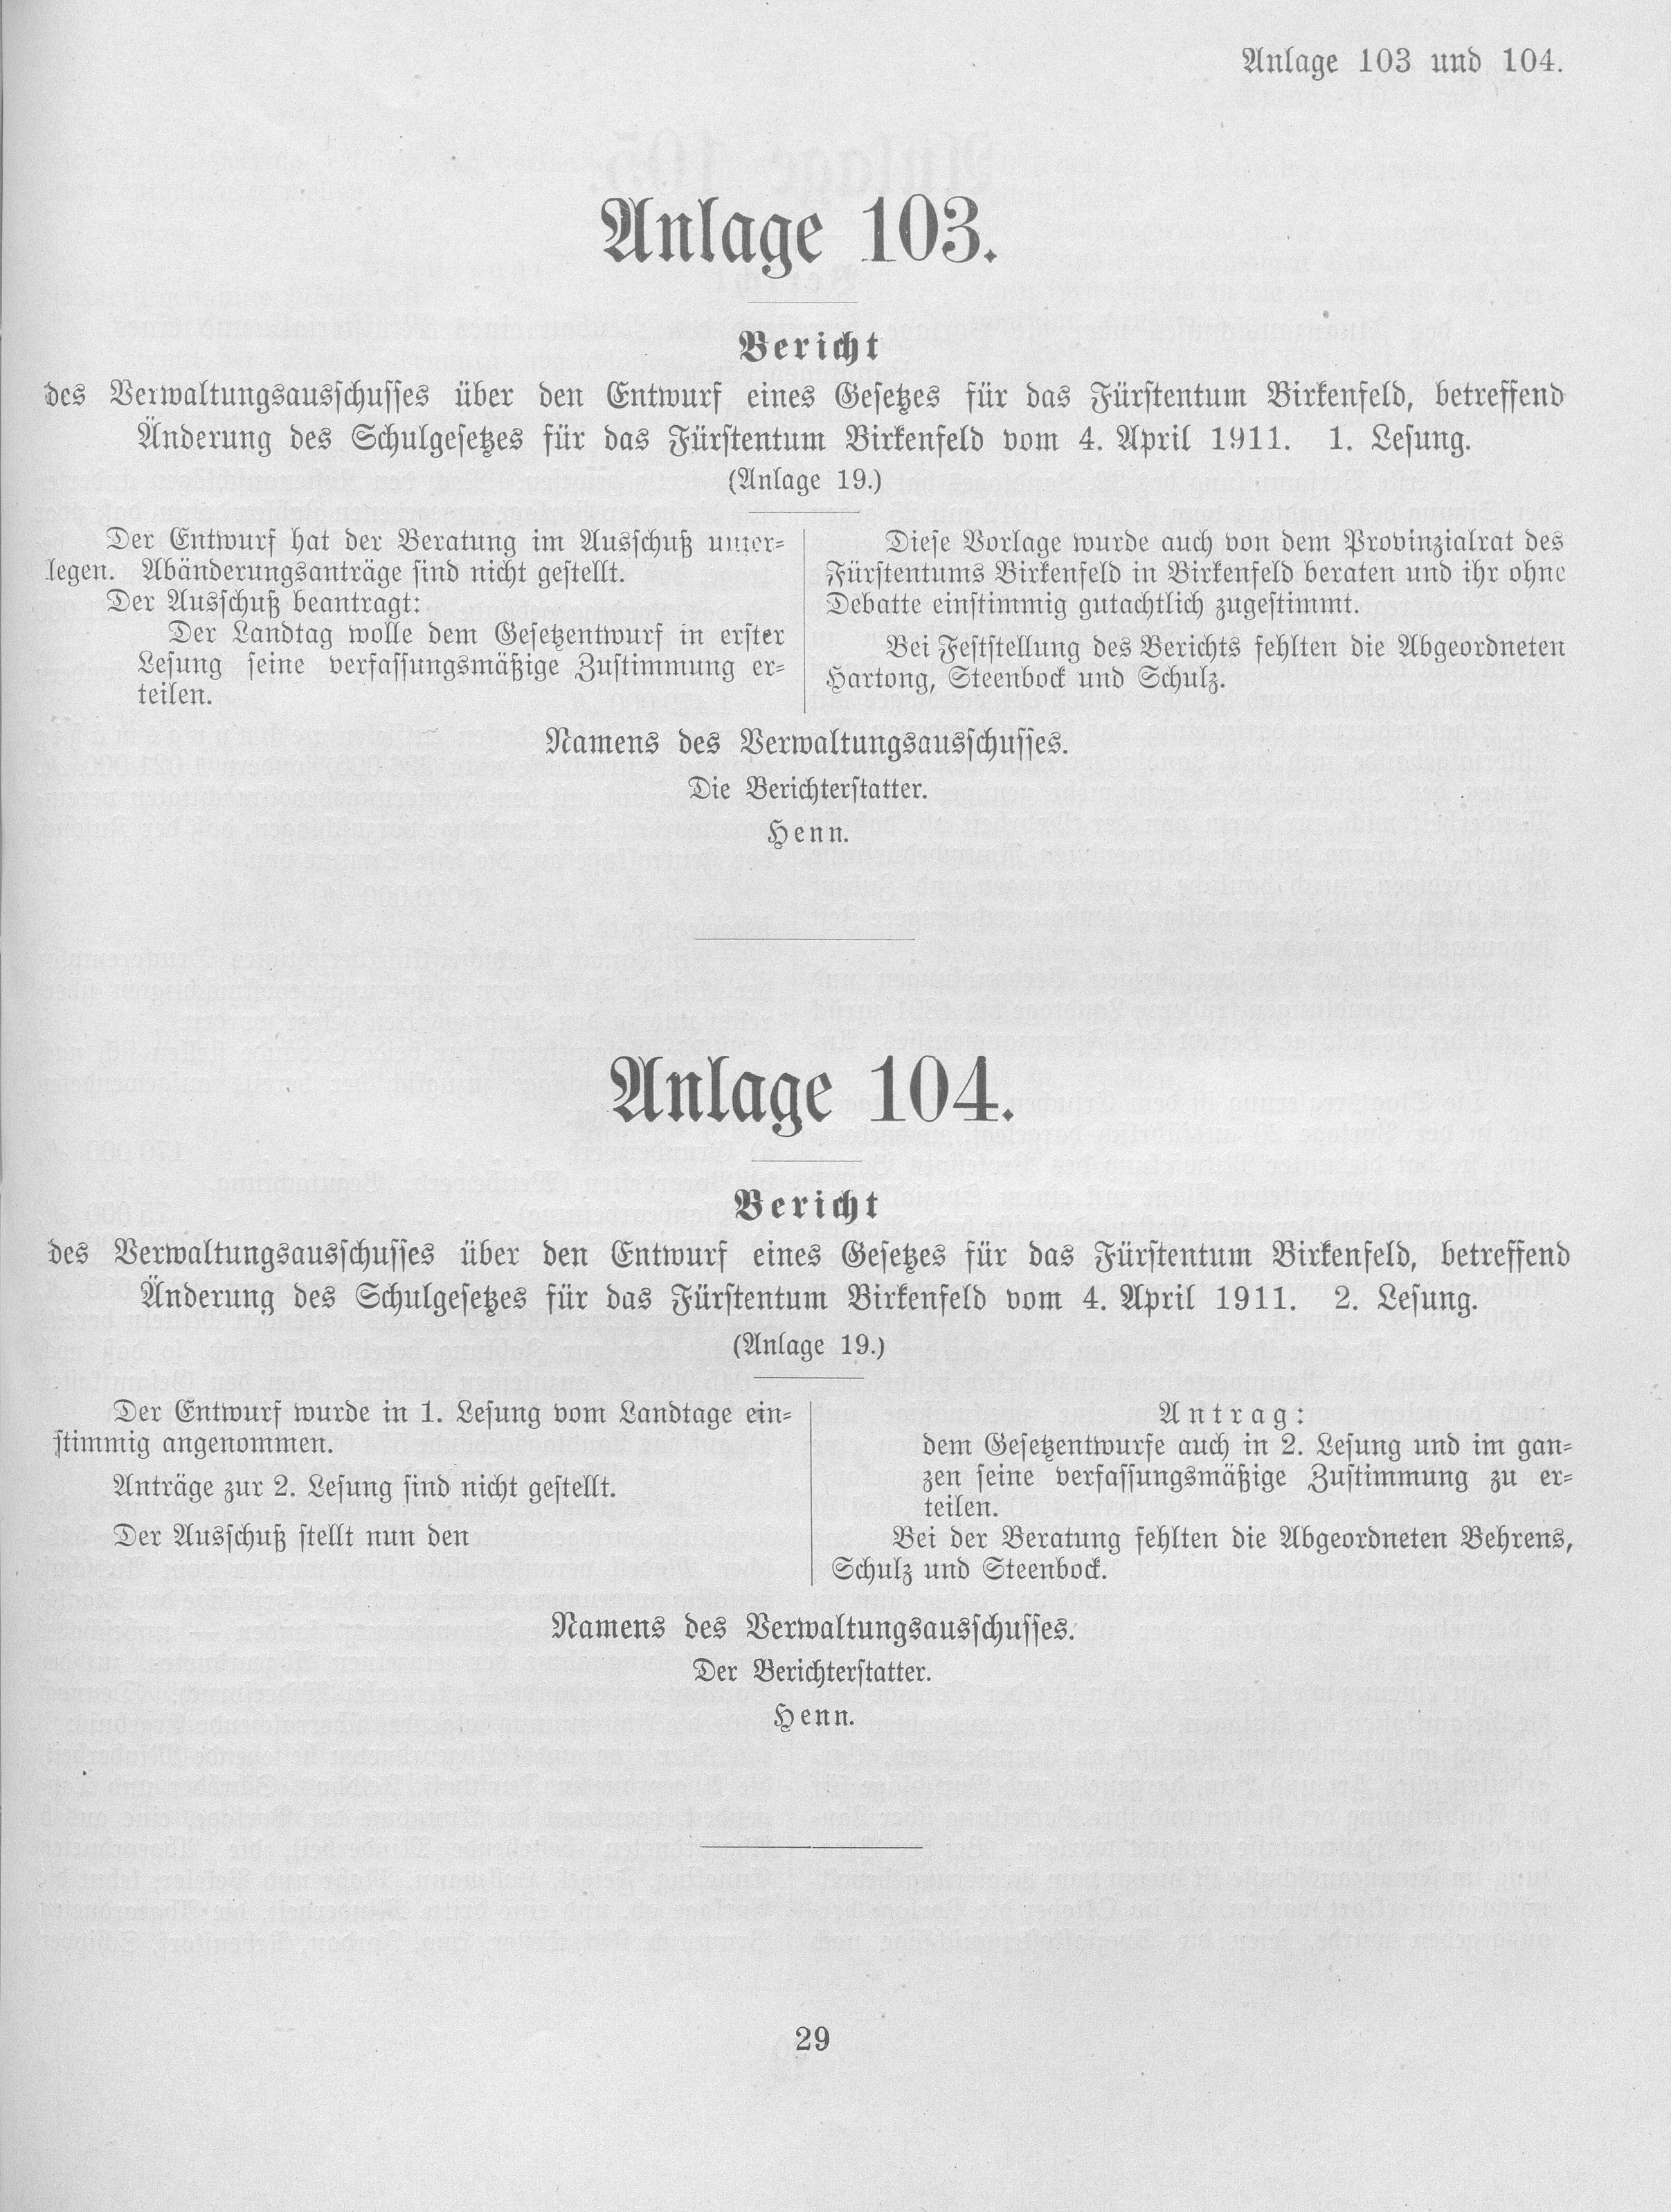 Anlage 103 und 104.
Anlage 103.
Bericht
des Verwaltungsausschusses über den Entwurf eines Gesetzes für das Fürstentum Birkenfeld, betreffend
Änderung des Schulgesetzes für das Fürstentum Birkenfeld vom 4. April 1911. 1. Lesung.
(Anlage 19.)
Der Entwurf hat der Beratung im Ausschuß unter-
legen. Abänderungsanträge sind nicht gestellt.
Der Ausschuß beantragt:
Der Landtag wolle dem Gesetzentwurf in erster
Lesung seine verfassungsmäßige Zustimmung er-
teilen.
Diese Vorlage wurde auch von dem Provinzialrat des
Fürstentums Birkenfeld in Birkenfeld beraten und ihr ohne
Debatte einstimmig gutachtlich zugestimmt.
Bei Feststellung des Berichts fehlten die Abgeordneten
Hartong, Steenbock und Schulz.
Namens des Verwaltungsausschusses.
Die Berichterstatter.
Henn.
Anlage 104.
Bericht
des Verwaltungsausschusses über den Entwurf eines Gesetzes für das Fürstentum Birkenfeld, betreffend
Änderung des Schulgesetzes für das Fürstentum Birkenfeld vom 4. April 1911. 2. Lesung.
(Anlage 19.)
Der Entwurf wurde in 1. Lesung vom Landtage ein-
stimmig angenommen.
Anträge zur 2. Lesung sind nicht gestellt.
Der Ausschuß stellt nun den
Antrag:
dem Gesetzentwurfe auch in 2. Lesung und im gan-
zen seine verfassungsmäßige Zustimmung zu er-
teilen.
Bei der Beratung fehlten die Abgeordneten Behrens,
Schulz und Steenbock.
Namens des Verwaltungsausschusses.
Der Berichterstatter.
Henn.
29